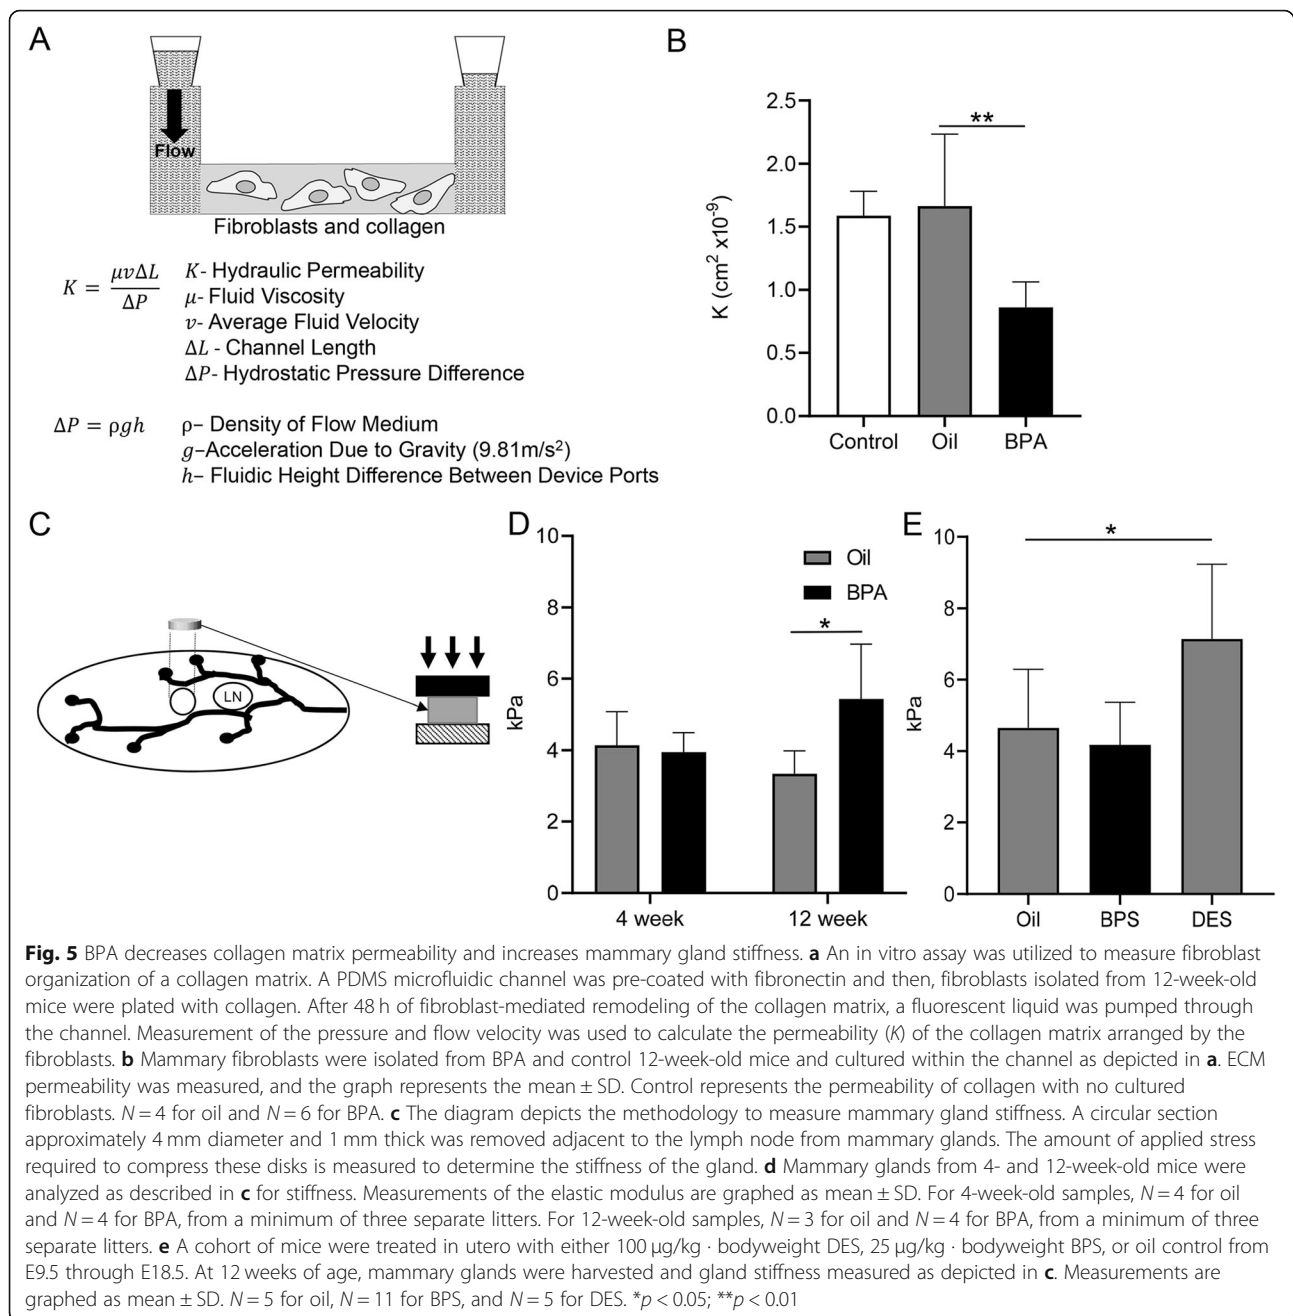 A
Flow
Fibroblasts and collagen
K = μvΔL / ΔP
K- Hydraulic Permeability
μ- Fluid Viscosity
v- Average Fluid Velocity
ΔL - Channel Length
ΔP- Hydrostatic Pressure Difference
ΔP = ρgh
ρ– Density of Flow Medium
g–Acceleration Due to Gravity (9.81m/s²)
h– Fluidic Height Difference Between Device Ports
B
K (cm² x10⁻⁹)
2.5
2.0
1.5
1.0
0.5
0.0
**
Control Oil BPA
C
LN
D
kPa
10
8
6
4
2
0
Oil
BPA
*
4 week 12 week
E
kPa
10
8
6
4
2
0
*
Oil BPS DES
Fig. 5 BPA decreases collagen matrix permeability and increases mammary gland stiffness. a An in vitro assay was utilized to measure fibroblast
organization of a collagen matrix. A PDMS microfluidic channel was pre-coated with fibronectin and then, fibroblasts isolated from 12-week-old
mice were plated with collagen. After 48 h of fibroblast-mediated remodeling of the collagen matrix, a fluorescent liquid was pumped through
the channel. Measurement of the pressure and flow velocity was used to calculate the permeability (K) of the collagen matrix arranged by the
fibroblasts. b Mammary fibroblasts were isolated from BPA and control 12-week-old mice and cultured within the channel as depicted in a. ECM
permeability was measured, and the graph represents the mean ± SD. Control represents the permeability of collagen with no cultured
fibroblasts. N = 4 for oil and N = 6 for BPA. c The diagram depicts the methodology to measure mammary gland stiffness. A circular section
approximately 4 mm diameter and 1 mm thick was removed adjacent to the lymph node from mammary glands. The amount of applied stress
required to compress these disks is measured to determine the stiffness of the gland. d Mammary glands from 4- and 12-week-old mice were
analyzed as described in c for stiffness. Measurements of the elastic modulus are graphed as mean ± SD. For 4-week-old samples, N = 4 for oil
and N = 4 for BPA, from a minimum of three separate litters. For 12-week-old samples, N = 3 for oil and N = 4 for BPA, from a minimum of three
separate litters. e A cohort of mice were treated in utero with either 100 μg/kg · bodyweight DES, 25 μg/kg · bodyweight BPS, or oil control from
E9.5 through E18.5. At 12 weeks of age, mammary glands were harvested and gland stiffness measured as depicted in c. Measurements are
graphed as mean ± SD. N = 5 for oil, N = 11 for BPS, and N = 5 for DES. *p < 0.05; **p < 0.01